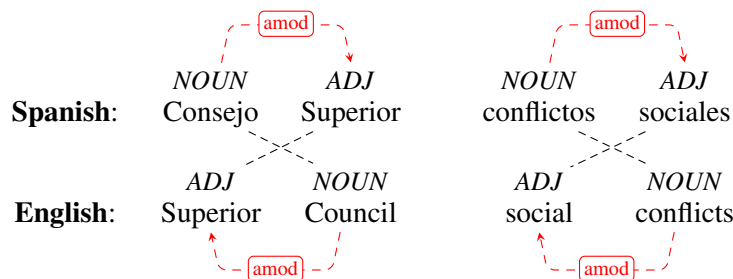 amod amod
NOUN ADJ NOUN ADJ
Spanish: Consejo Superior conflictos sociales
ADJ NOUN ADJ NOUN
English: Superior Council social conflicts
amod amod